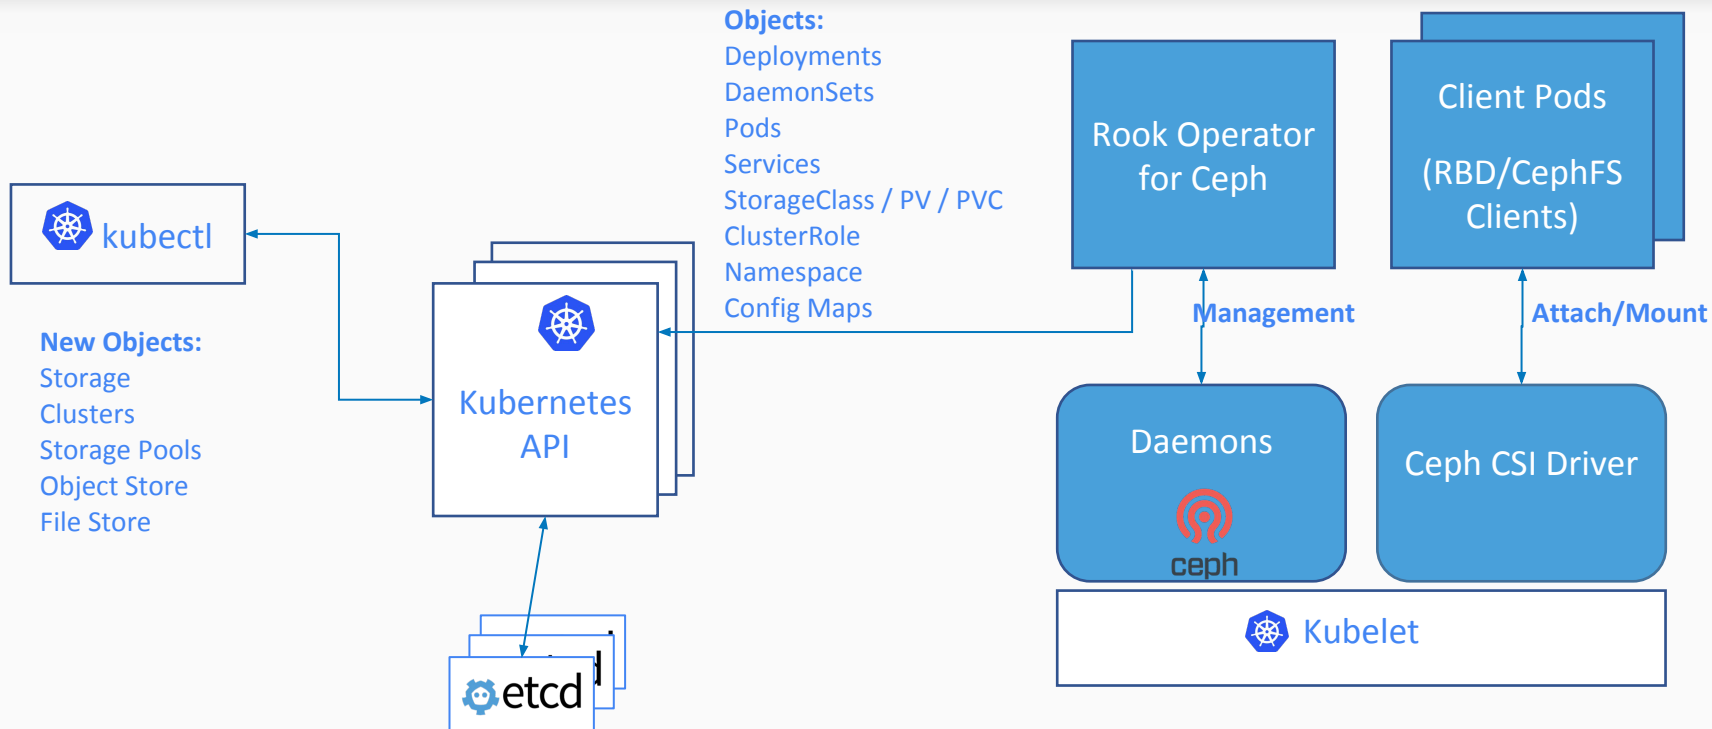 Objects:
Deployments
DaemonSets
Pods
Services
StorageClass / PV / PVC
ClusterRole
Namespace
Config Maps
kubectl
New Objects:
Storage
Clusters
Storage Pools
Object Store
File Store
Kubernetes
API
etcd
Rook Operator
for Ceph
Client Pods
(RBD/CephFS
Clients)
Management
Attach/Mount
Daemons
ceph
Ceph CSI Driver
Kubelet